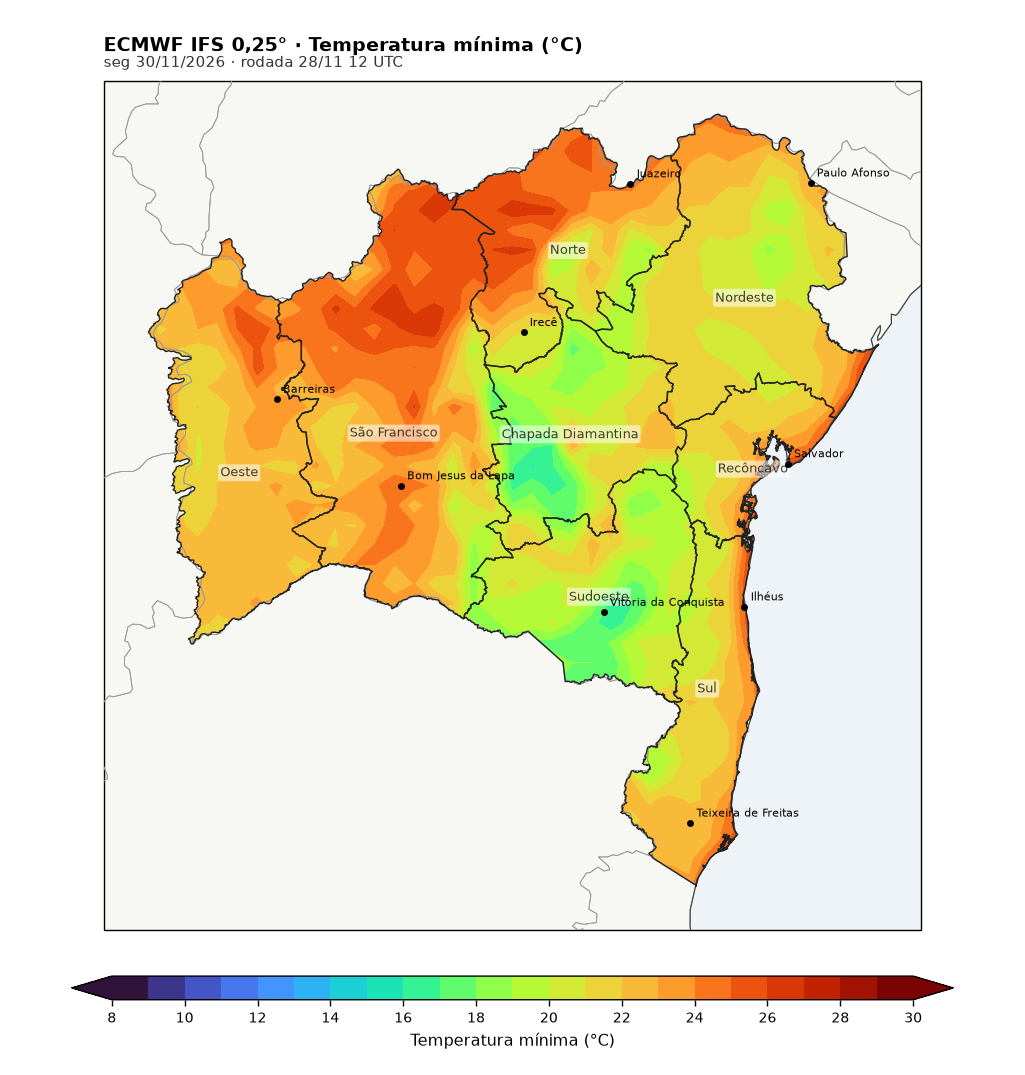 ECMWF IFS 0,25° · Temperatura mínima (°C)
seg 30/11/2026 · rodada 28/11 12 UTC
Juazeiro
Paulo Afonso
Norte
Nordeste
Irecê
Barreiras
São Francisco
Chapada Diamantina
Salvador
Recôncavo
Oeste
Bom Jesus da Lapa
Sudoeste
Ilhéus
Vitória da Conquista
Sul
Teixeira de Freitas
8 10 12 14 16 18 20 22 24 26 28 30
Temperatura mínima (°C)